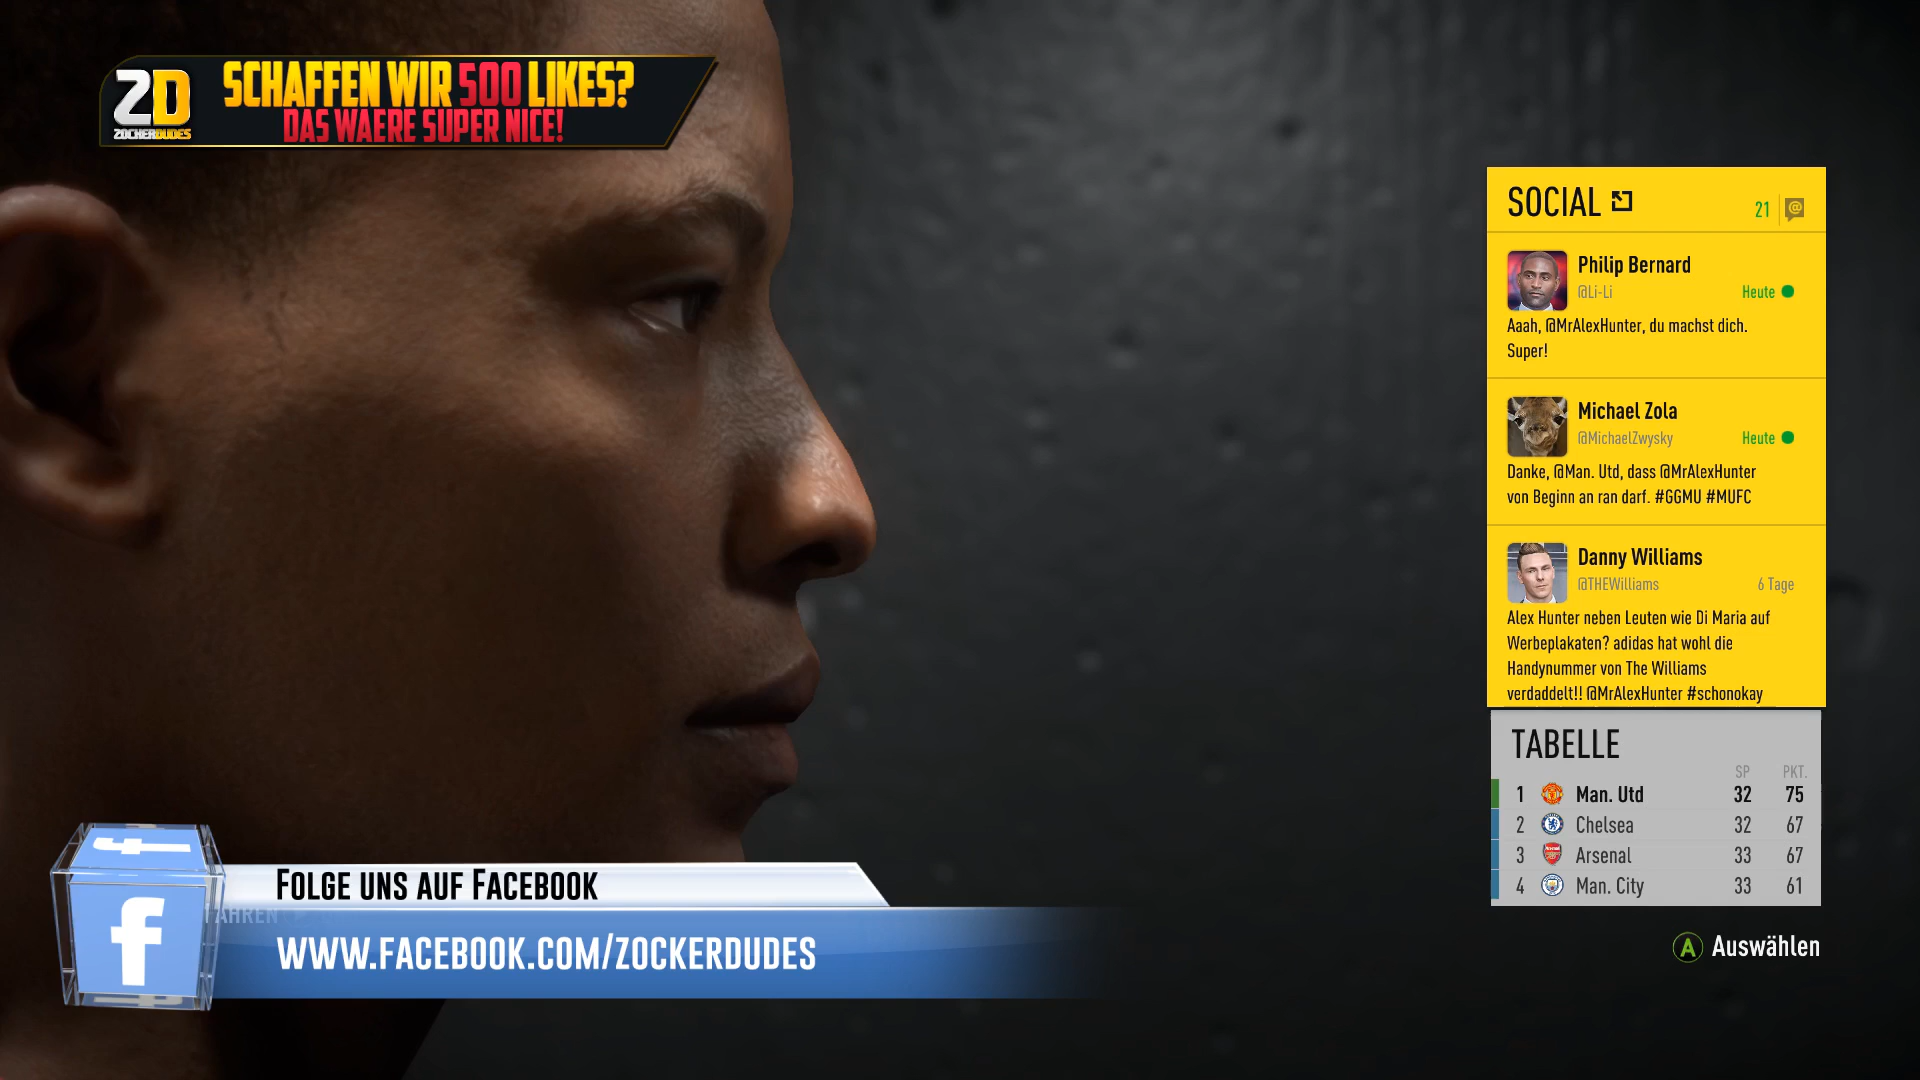 ZD
ZOCKERDUDES
SCHAFFEN WIR 500 LIKES?
DAS WAERE SUPER NICE!
SOCIAL
21
@
Philip Bernard
@Li-Li
Heute
Aaah, @MrAlexHunter, du machst dich.
Super!
Michael Zola
@MichaelZwysky
Heute
Danke, @Man. Utd, dass @MrAlexHunter
von Beginn an ran darf. #GGMU #MUFC
Danny Williams
@THEWilliams
6 Tage
Alex Hunter neben Leuten wie Di Maria auf
Werbeplakaten? adidas hat wohl die
Handynummer von The Williams
verdaddelt!! @MrAlexHunter #schonokay
TABELLE
SP PKT.
1 Man. Utd 32 75
2 Chelsea 32 67
3 Arsenal 33 67
4 Man. City 33 61
A Auswählen
f
FOLGE UNS AUF FACEBOOK
WWW.FACEBOOK.COM/ZOCKERDUDES